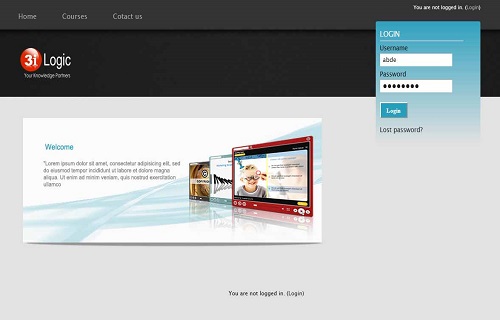 You are not logged in. (Login)
Home Courses Cotact us
LOGIN
Username
abde
Password
Login
Lost password?
3i Logic
Your Knowledge Partners
Welcome
"Lorem ipsum dolor sit amet, consectetur adipisicing elit, sed
do eiusmod tempor incididunt ut labore et dolore magna
aliqua. Ut enim ad minim veniam, quis nostrud exercitation
ullamco
You are not logged in. (Login)